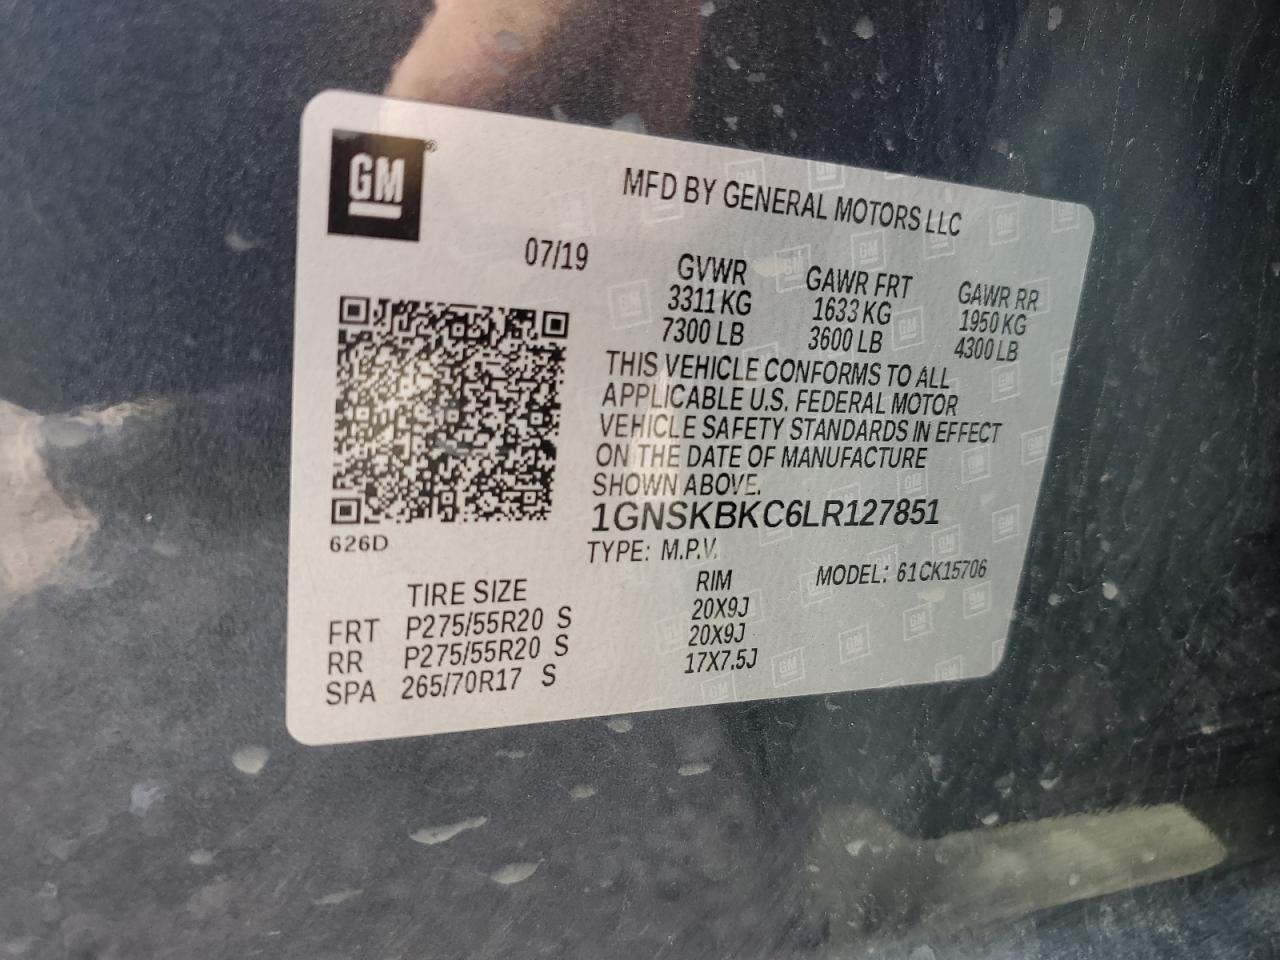 GM®
MFD BY GENERAL MOTORS LLC
07/19
GVWR GAWR FRT GAWR RR
3311 KG 1633 KG 1950 KG
7300 LB 3600 LB 4300 LB
THIS VEHICLE CONFORMS TO ALL
APPLICABLE U.S. FEDERAL MOTOR
VEHICLE SAFETY STANDARDS IN EFFECT
ON THE DATE OF MANUFACTURE
SHOWN ABOVE.
1GNSKBKC6LR127851
626D
TYPE: M.P.V. MODEL: 61CK15706
TIRE SIZE RIM
FRT P275/55R20 S 20X9J
RR P275/55R20 S 20X9J
SPA 265/70R17 S 17X7.5J